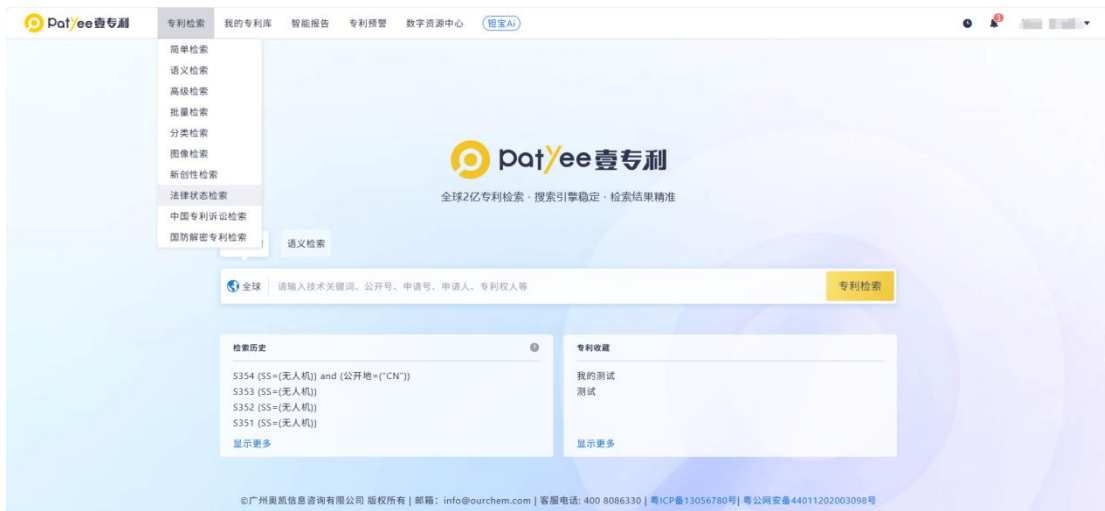 Patyee壹专利 专利检索 我的专利库 智能报告 专利预警 数字资源中心 钽宝Ai 3
简单检索
语义检索
高级检索
批量检索
分类检索
图像检索
新创性检索
法律状态检索
中国专利诉讼检索
国防解密专利检索
patyee壹专利
全球2亿专利检索 · 搜索引擎稳定 · 检索结果精准
语义检索
全球 请输入技术关键词、公开号、申请号、申请人、专利权人等 专利检索
检索历史
S354 (SS=(无人机)) and (公开地=("CN"))
S353 (SS=(无人机))
S352 (SS=(无人机))
S351 (SS=(无人机))
显示更多
专利收藏
我的测试
测试
显示更多
©广州奥凯信息咨询有限公司 版权所有 | 邮箱：info@ourchem.com | 客服电话: 400 8086330 | 粤ICP备13056780号| 粤公网安备44011202003098号